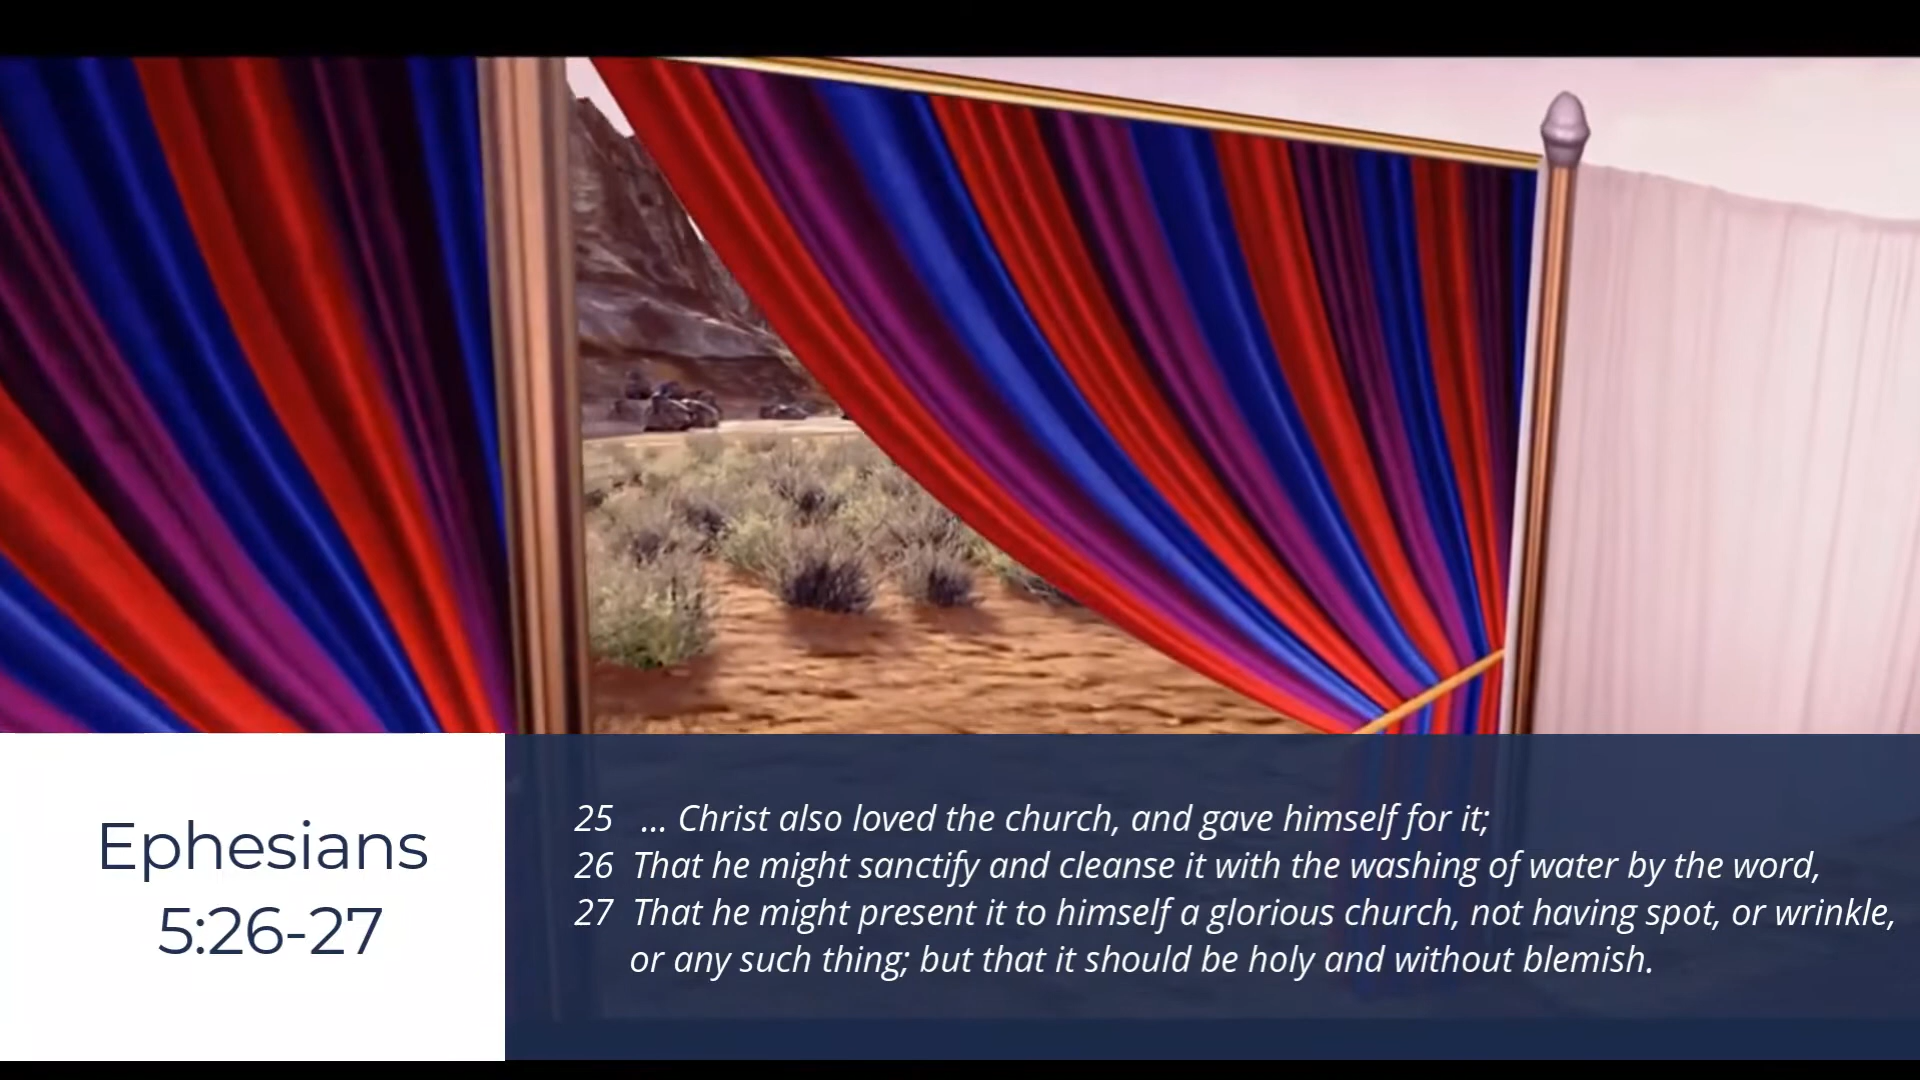 Ephesians
5:26-27
25 ... Christ also loved the church, and gave himself for it;
26 That he might sanctify and cleanse it with the washing of water by the word,
27 That he might present it to himself a glorious church, not having spot, or wrinkle,
or any such thing; but that it should be holy and without blemish.